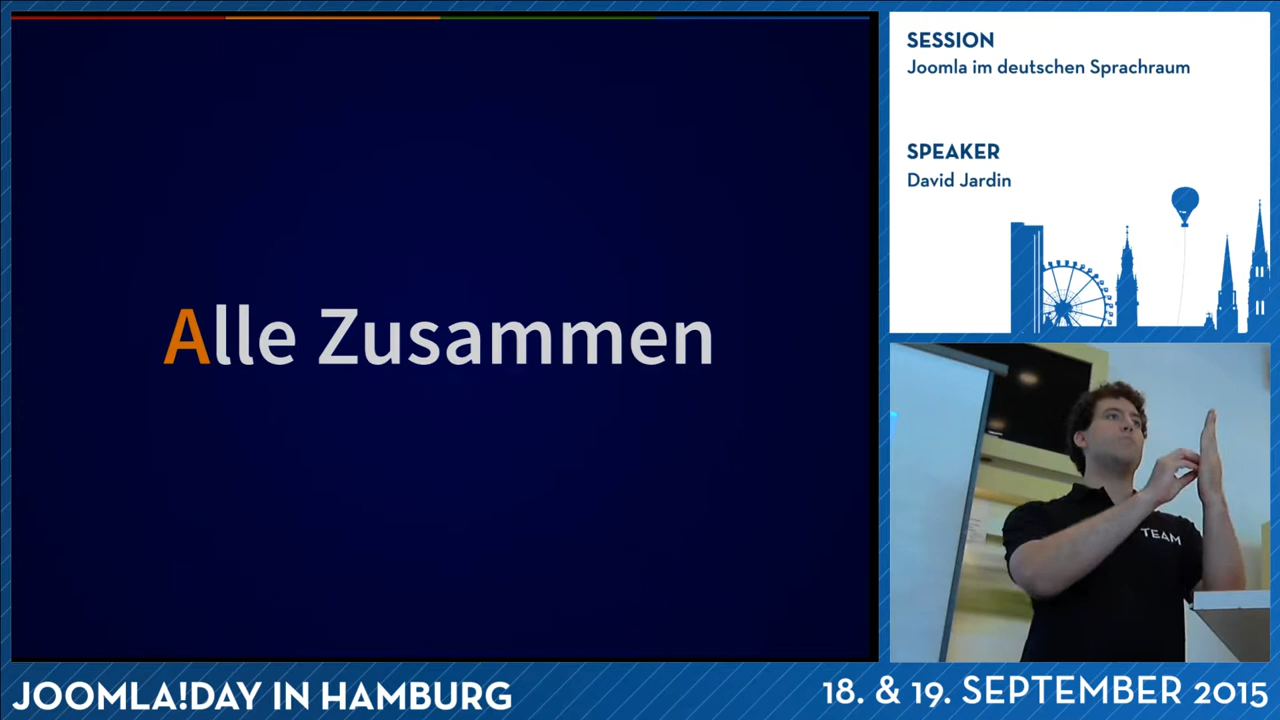 Alle Zusammen
SESSION
Joomla im deutschen Sprachraum
SPEAKER
David Jardin
TEAM
JOOMLA!DAY IN HAMBURG
18. & 19. SEPTEMBER 2015